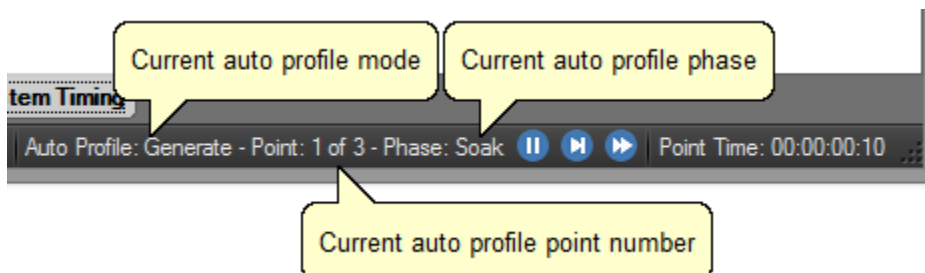 Current auto profile mode
Current auto profile phase
tem Timing
Auto Profile: Generate - Point: 1 of 3 - Phase: Soak
Point Time: 00:00:00:10
Current auto profile point number